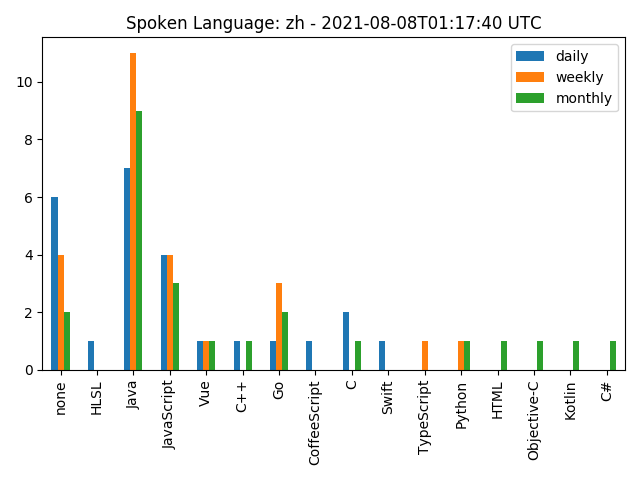 Spoken Language: zh - 2021-08-08T01:17:40 UTC
daily
weekly
monthly
10
8
6
4
2
0
none
HLSL
Java
JavaScript
Vue
C++
Go
CoffeeScript
C
Swift
TypeScript
Python
HTML
Objective-C
Kotlin
C#